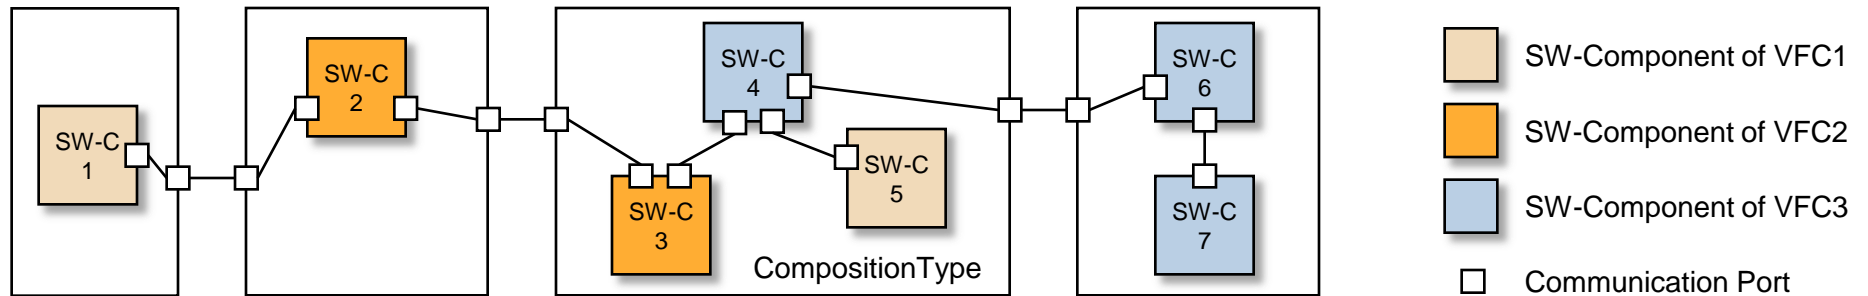 SW-C
1
SW-C
2
SW-C
3
SW-C
4
SW-C
5
CompositionType
SW-C
6
SW-C
7
SW-Component of VFC1
SW-Component of VFC2
SW-Component of VFC3
Communication Port